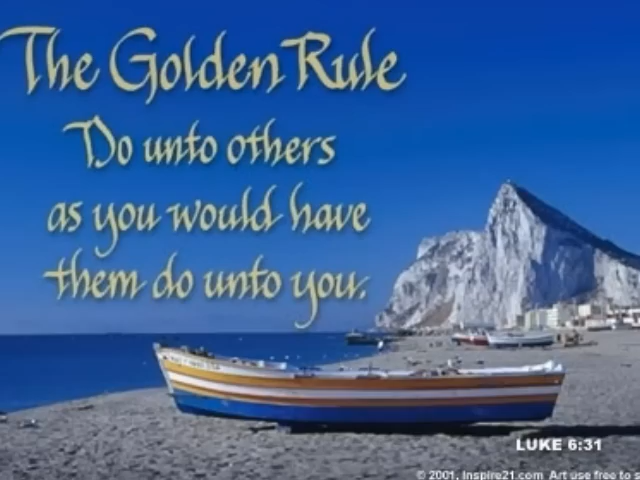 The Golden Rule
Do unto others
as you would have
them do unto you.
LUKE 6:31
© 2001, Inspire21.com Art use free to s